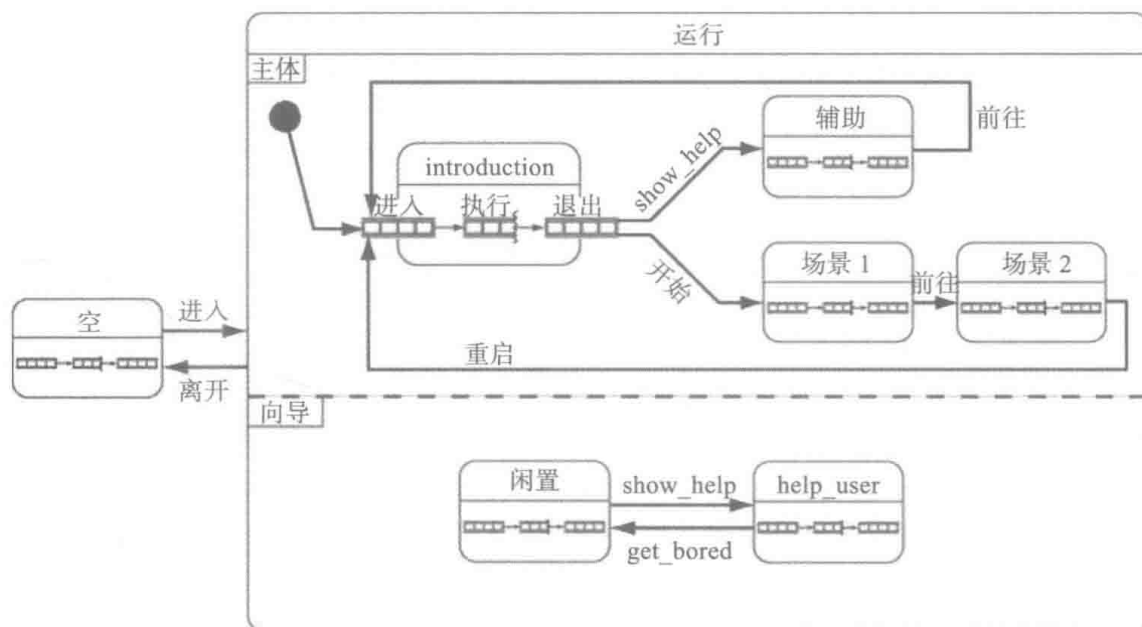 运行
主体
辅助
前往
show_help
introduction
进入
执行
退出
开始
场景 1
前往
场景 2
空
进入
离开
重启
向导
闲置
show_help
help_user
get_bored